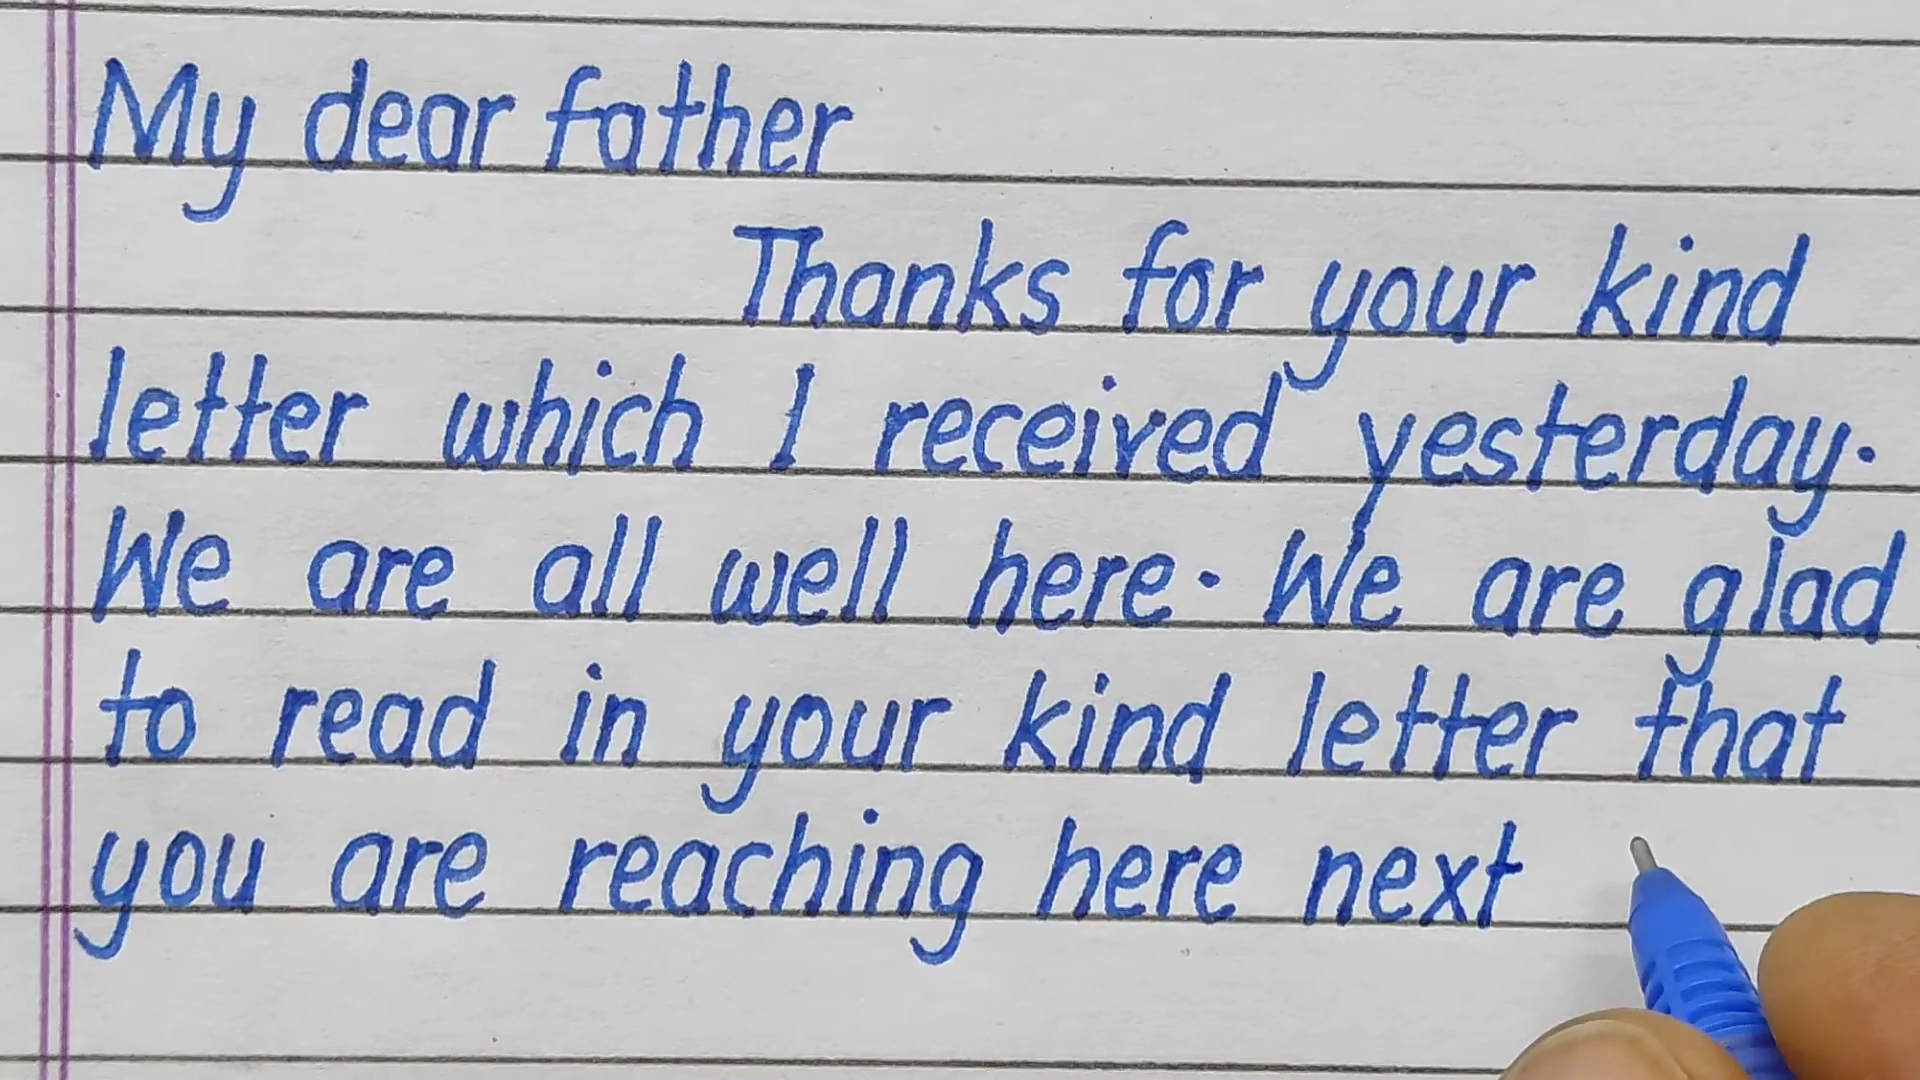 My dear father
Thanks for your kind
letter which I received yesterday.
We are all well here. We are glad
to read in your kind letter that
you are reaching here next